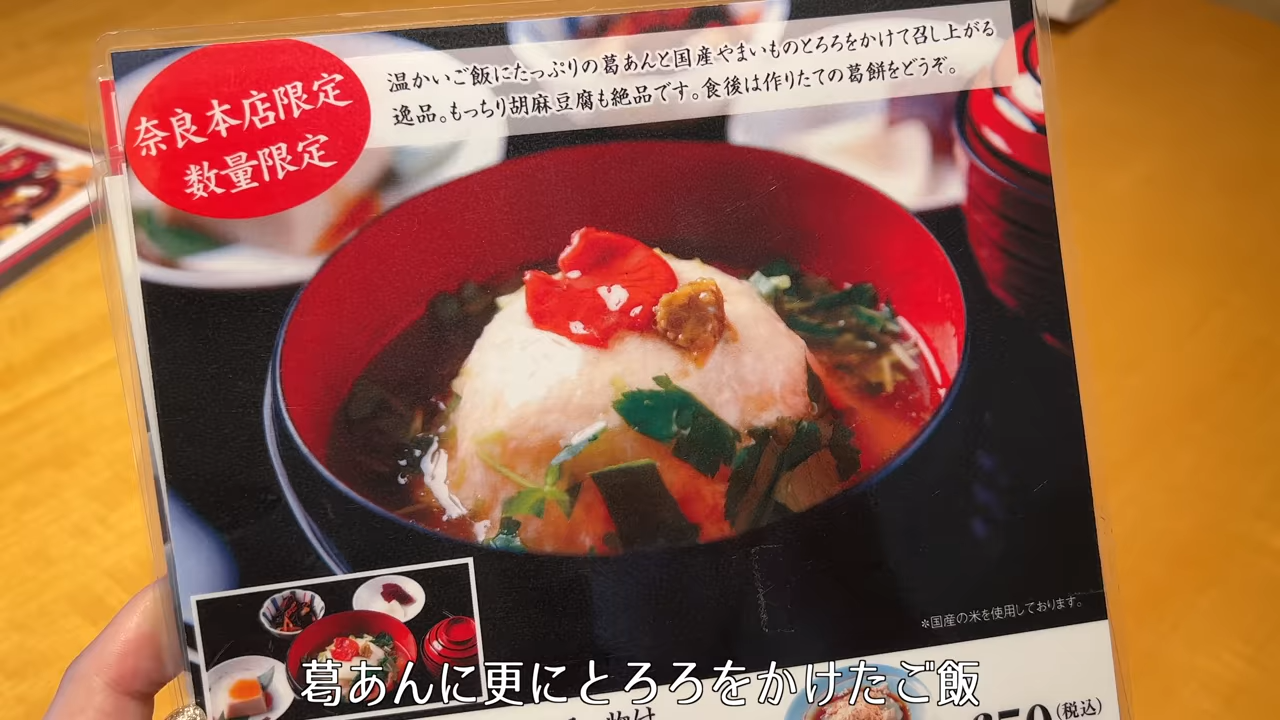 奈良本店限定
数量限定
温かいご飯にたっぷりの葛あんと国産やまいものとろろをかけて召し上がる
逸品。もっちり胡麻豆腐も絶品です。食後は作りたての葛餅をどうぞ。
※国産の米を使用しております。
葛あんに更にとろろをかけたご飯
(税込)